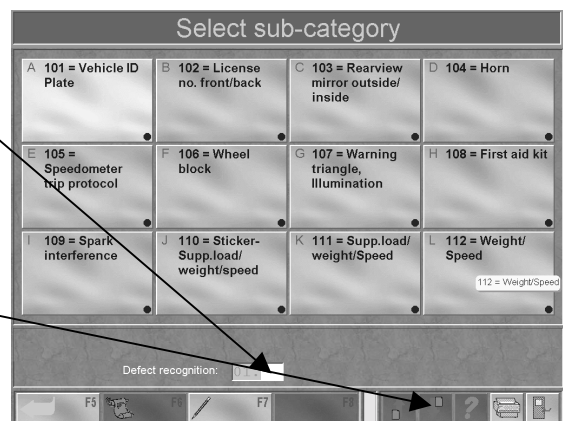 Select sub-category
A 101 = Vehicle ID
Plate
B 102 = License
no. front/back
C 103 = Rearview
mirror outside/
inside
D 104 = Horn
E 105 =
Speedometer
trip protocol
F 106 = Wheel
block
G 107 = Warning
triangle,
Illumination
H 108 = First aid kit
I 109 = Spark
interference
J 110 = Sticker-
Supp.load/
weight/speed
K 111 = Supp.load/
weight/Speed
L 112 = Weight/
Speed
112 = Weight/Speed
Defect recognition: 01.
F5 F6 F7 F8 ?